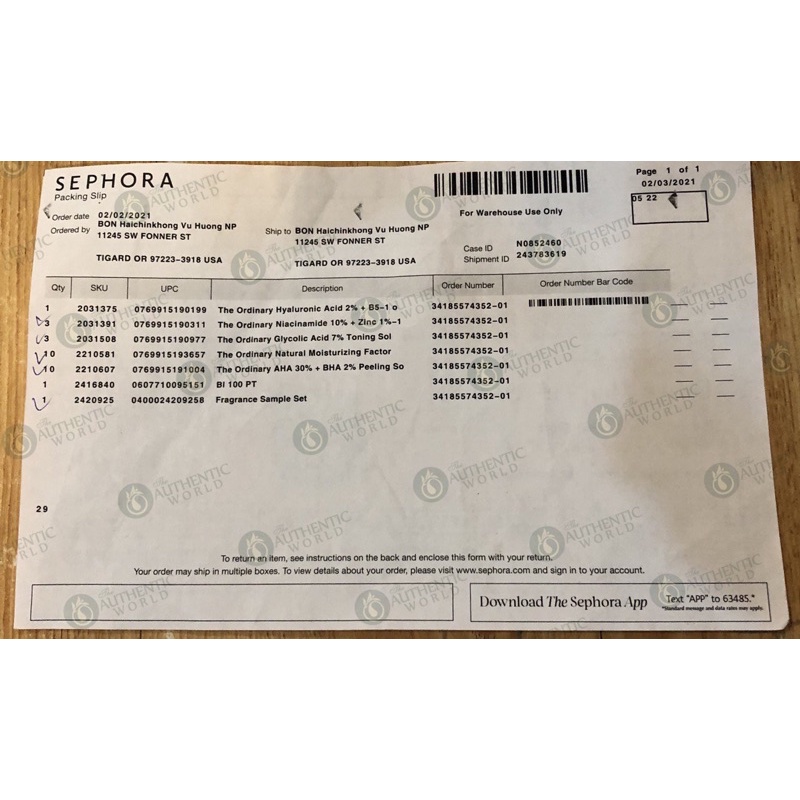 SEPHORA
Packing Slip
Page 1 of 1
02/03/2021
05 22
Order date 02/02/2021
Ordered by BON Haichinkhong Vu Huong NP
11245 SW FONNER ST
TIGARD OR 97223-3918 USA
Ship to BON Haichinkhong Vu Huong NP
11245 SW FONNER ST
TIGARD OR 97223-3918 USA
For Warehouse Use Only
Case ID N0852460
Shipment ID 243783619
Qty SKU UPC Description Order Number Order Number Bar Code
1 2031375 0769915190199 The Ordinary Hyaluronic Acid 2% + B5-1 o 34185574352-01
3 2031391 0769915190311 The Ordinary Niacinamide 10% + Zinc 1%-1 34185574352-01
3 2031508 0769915190977 The Ordinary Glycolic Acid 7% Toning Sol 34185574352-01
10 2210581 0769915193657 The Ordinary Natural Moisturizing Factor 34185574352-01
10 2210607 0769915191004 The Ordinary AHA 30% + BHA 2% Peeling So 34185574352-01
1 2416840 0607710095151 BI 100 PT 34185574352-01
1 2420925 0400024209258 Fragrance Sample Set 34185574352-01
29
To return an item, see instructions on the back and enclose this form with your return.
Your order may ship in multiple boxes. To view details about your order, please visit www.sephora.com and sign in to your account.
Download The Sephora App
Text "APP" to 63485.*
*Standard message and data rates may apply.
The AUTHENTIC WORLD